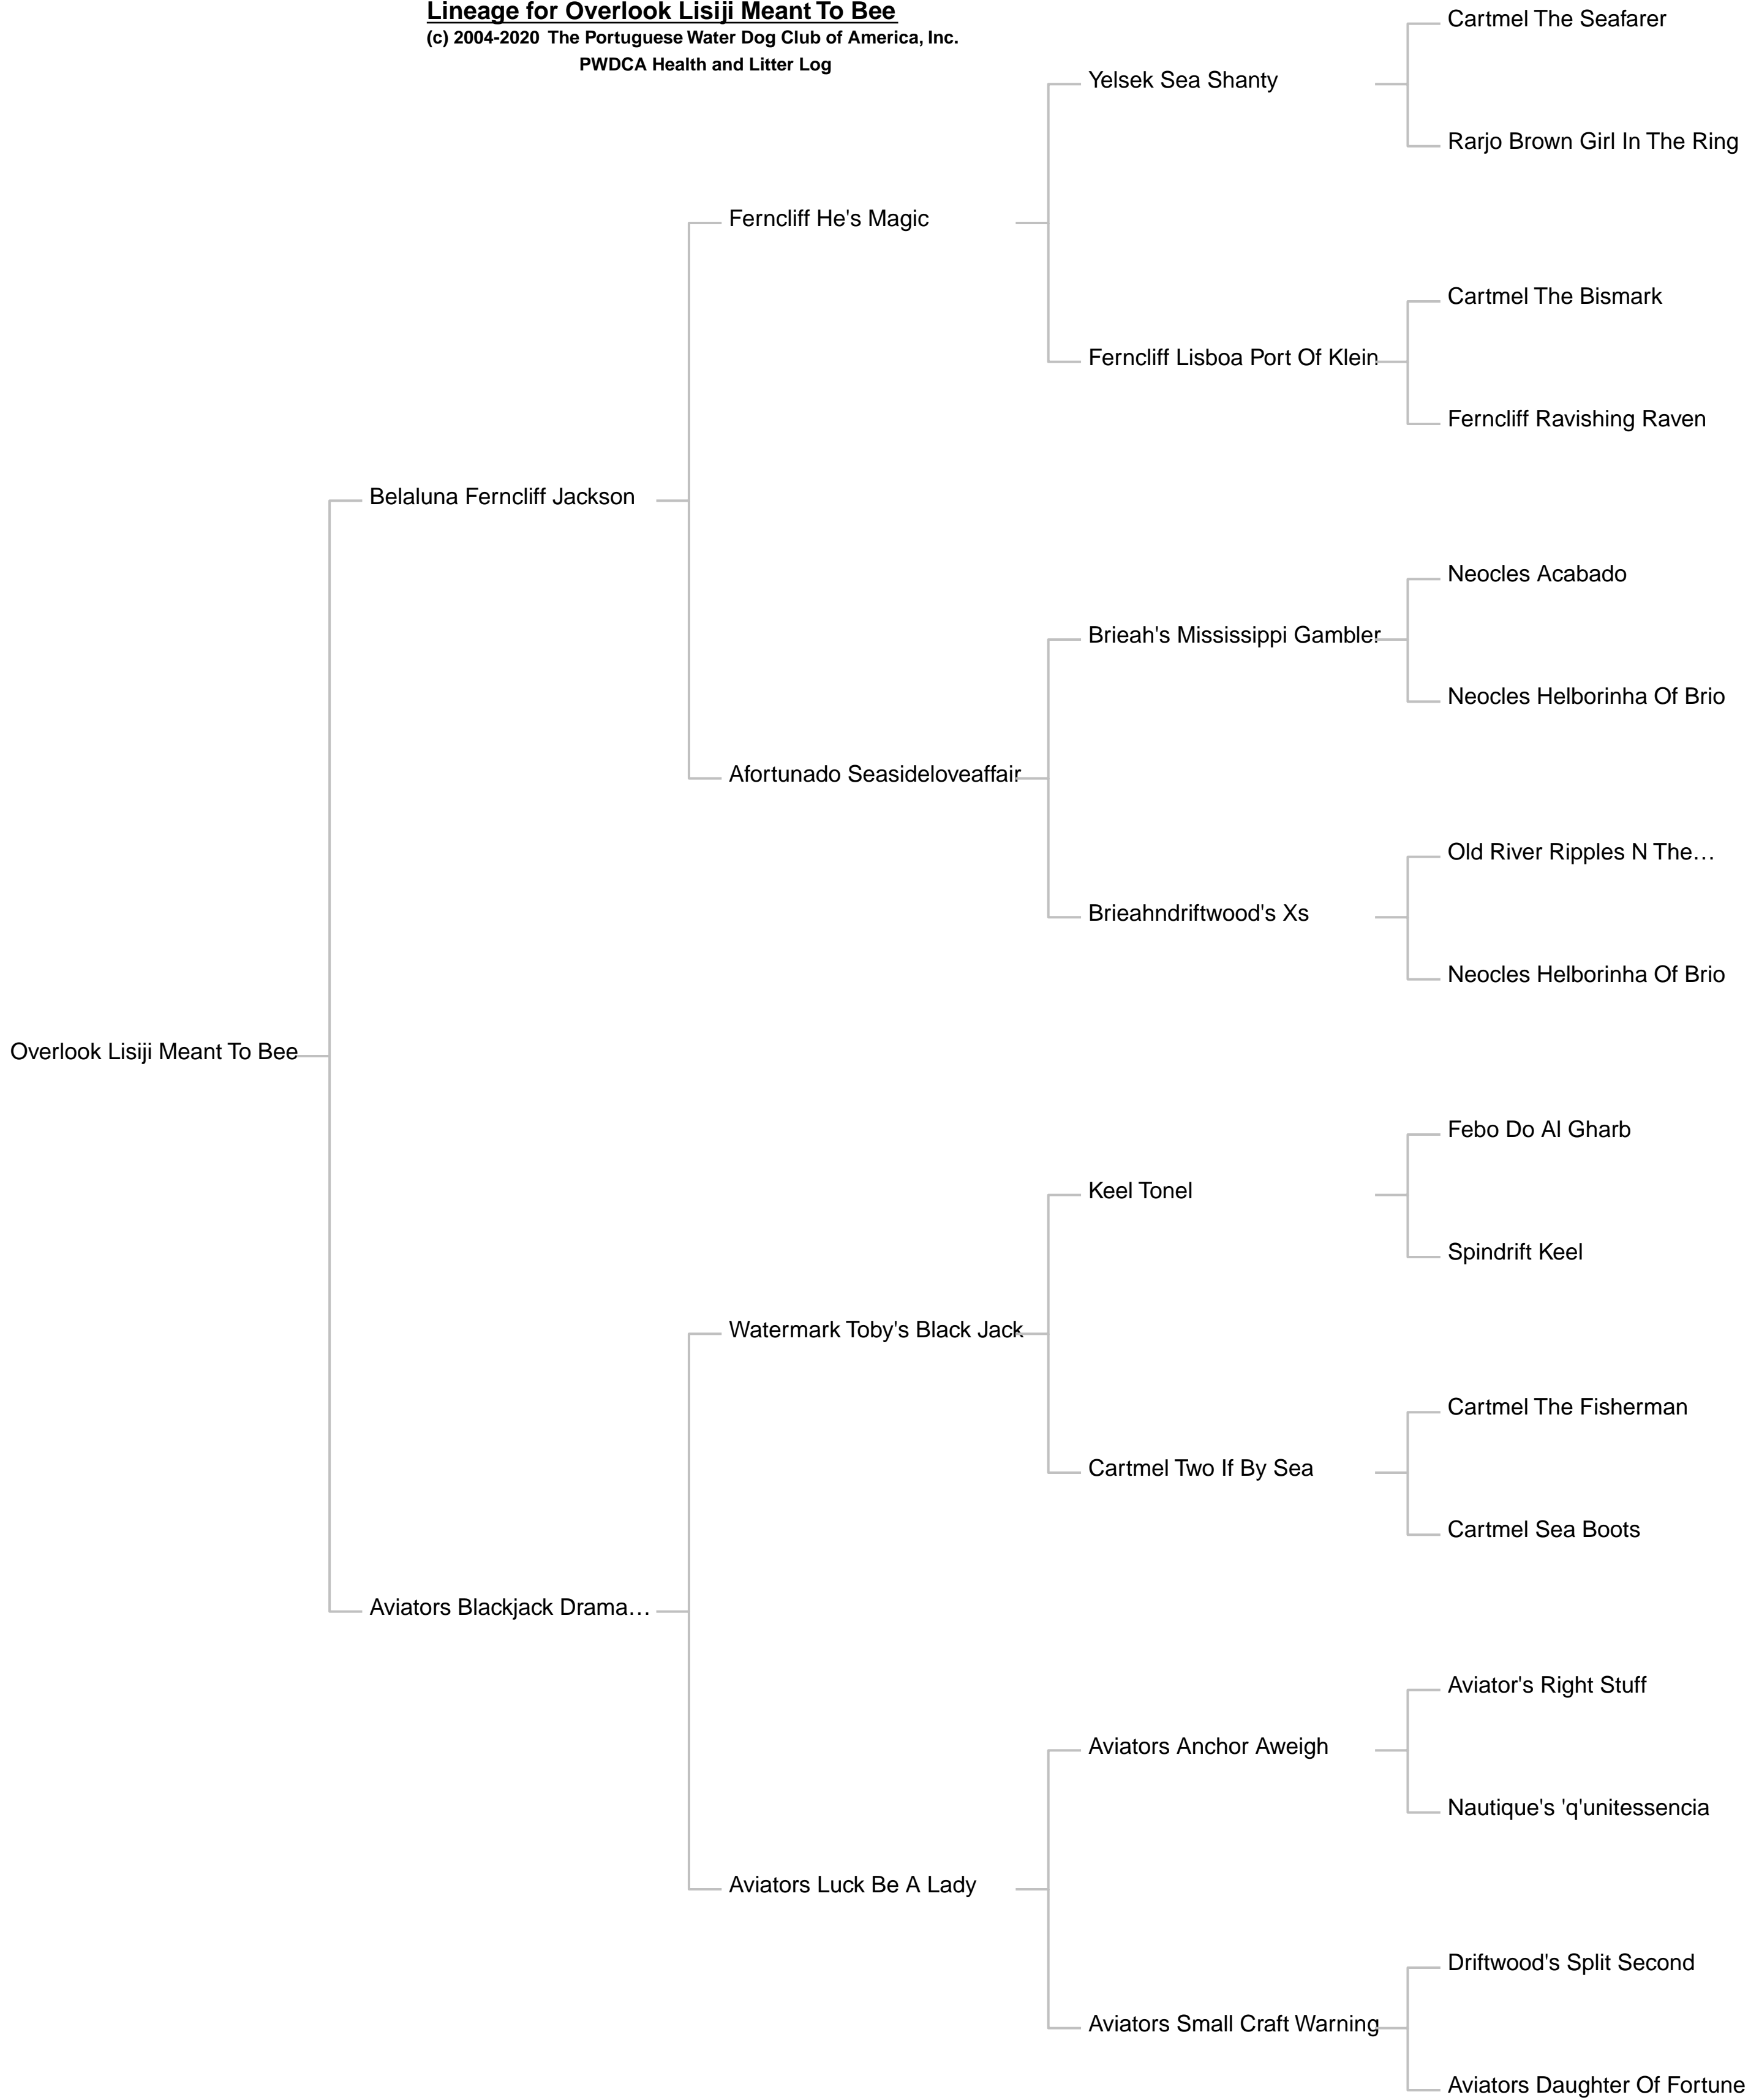 Lineage for Overlook Lisiji Meant To Bee
(c) 2004-2020 The Portuguese Water Dog Club of America, Inc.
PWDCA Health and Litter Log
Cartmel The Seafarer
Yelsek Sea Shanty
Rarjo Brown Girl In The Ring
Ferncliff He's Magic
Cartmel The Bismark
Ferncliff Lisboa Port Of Klein
Ferncliff Ravishing Raven
Belaluna Ferncliff Jackson
Neocles Acabado
Brieah's Mississippi Gambler
Neocles Helborinha Of Brio
Afortunado Seasideloveaffair
Old River Ripples N The…
Brieahndriftwood's Xs
Neocles Helborinha Of Brio
Overlook Lisiji Meant To Bee
Febo Do Al Gharb
Keel Tonel
Spindrift Keel
Watermark Toby's Black Jack
Cartmel The Fisherman
Cartmel Two If By Sea
Cartmel Sea Boots
Aviators Blackjack Drama…
Aviator's Right Stuff
Aviators Anchor Aweigh
Nautique's 'q'unitessencia
Aviators Luck Be A Lady
Driftwood's Split Second
Aviators Small Craft Warning
Aviators Daughter Of Fortune